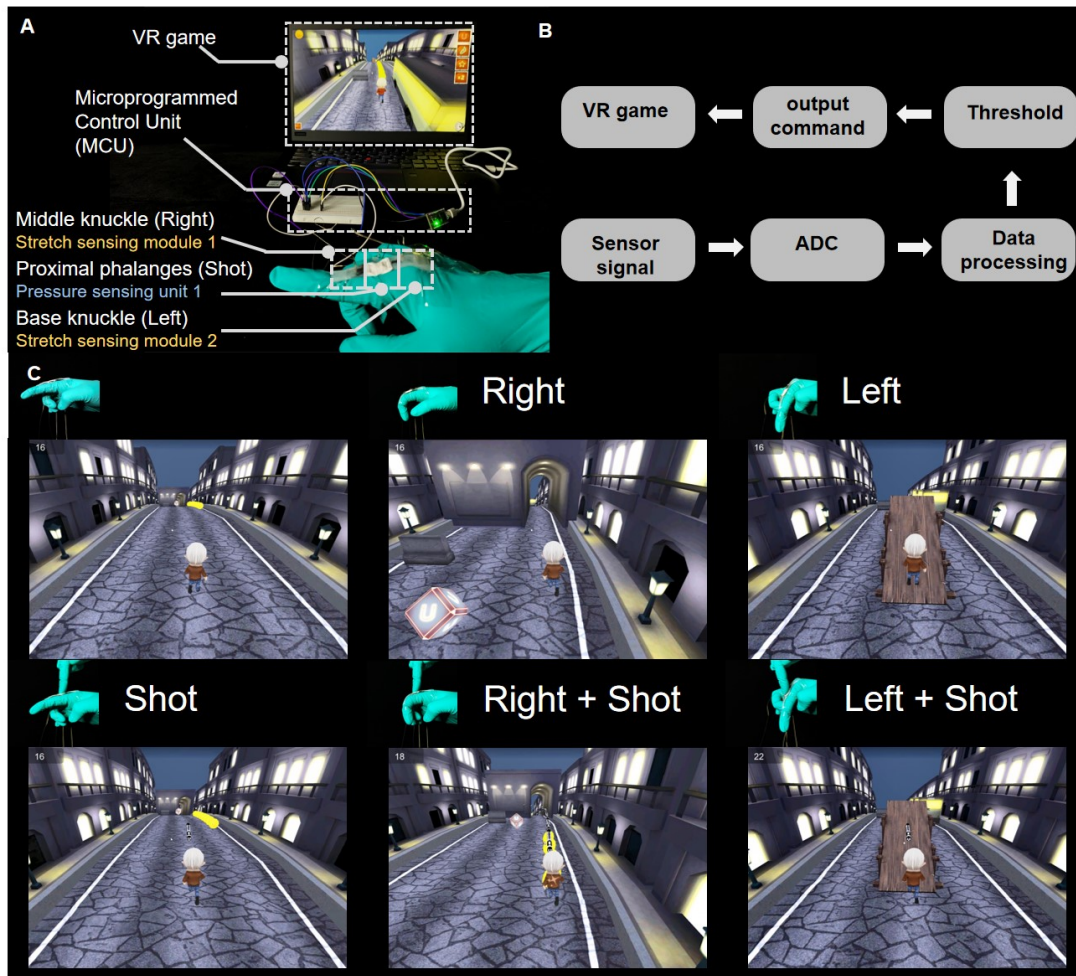 A
VR game
Microprogrammed
Control Unit
(MCU)
Middle knuckle (Right)
Stretch sensing module 1
Proximal phalanges (Shot)
Pressure sensing unit 1
Base knuckle (Left)
Stretch sensing module 2
B
VR game
output
command
Threshold
Sensor
signal
ADC
Data
processing
C
Right
Left
16
16
16
U
Shot
Right + Shot
Left + Shot
16
18
22